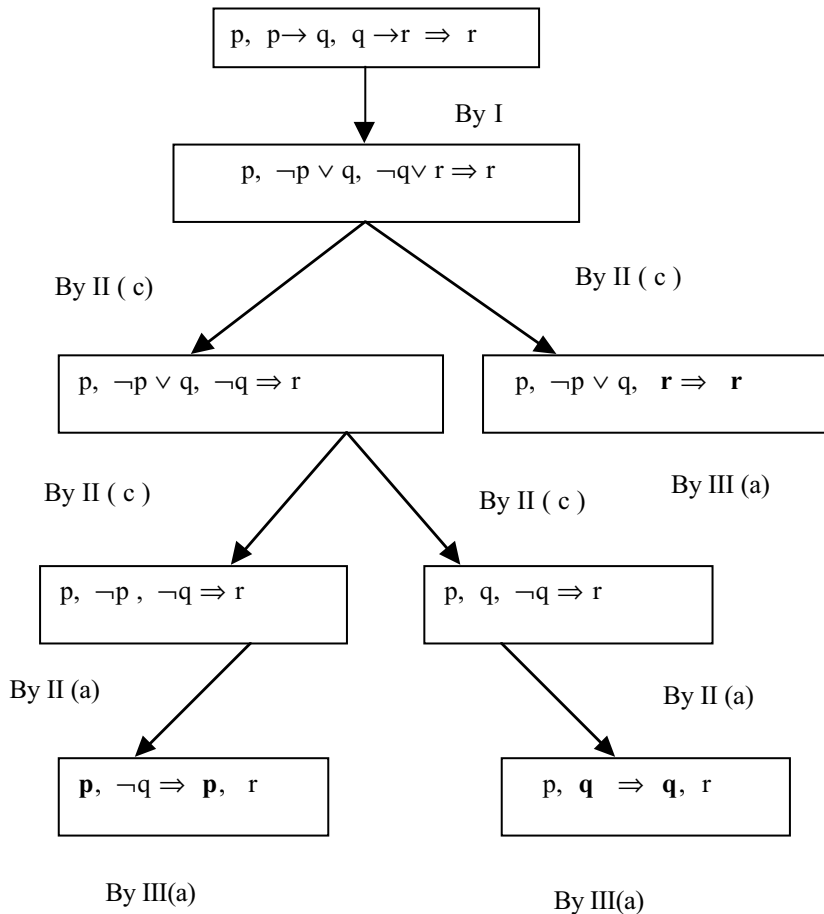 p, p→ q, q →r ⇒ r
By I
p, ¬p ∨ q, ¬q∨ r ⇒ r
By II ( c)
By II ( c )
p, ¬p ∨ q, ¬q ⇒ r
p, ¬p ∨ q, r ⇒ r
By III (a)
By II ( c )
By II ( c )
p, ¬p , ¬q ⇒ r
p, q, ¬q ⇒ r
By II (a)
By II (a)
p, ¬q ⇒ p, r
p, q ⇒ q, r
By III(a)
By III(a)